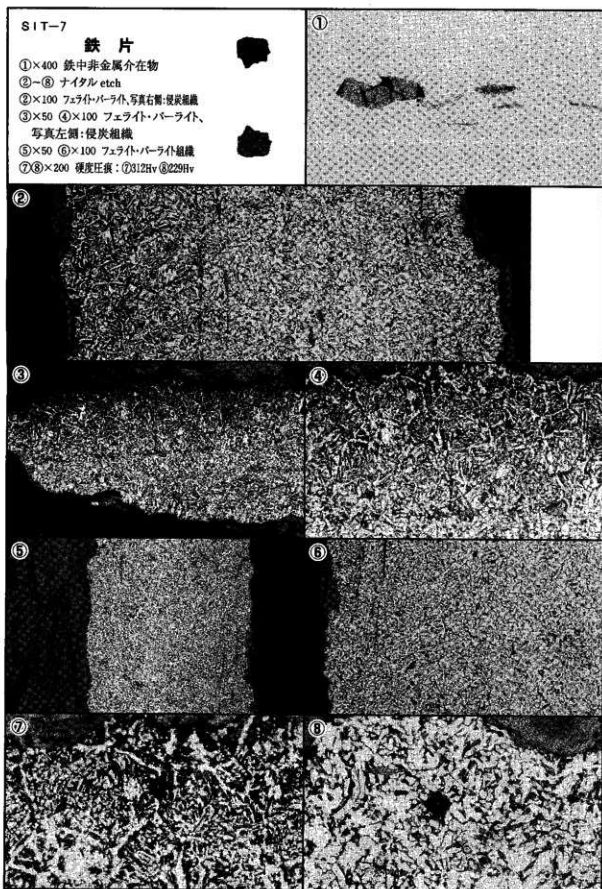 SIT-7
鉄片
①×400 鉄中非金属介在物
②~⑧ ナイタルetch
②×100 フェライト・パーライト、写真右側:侵炭組織
③×50 ④×100 フェライト・パーライト、
写真左側:侵炭組織
⑤×50 ⑥×100 フェライト・パーライト組織
⑦⑧×200 硬度圧痕:⑦312Hv ⑧229Hv
①
②
③
④
⑤
⑥
⑦
⑧